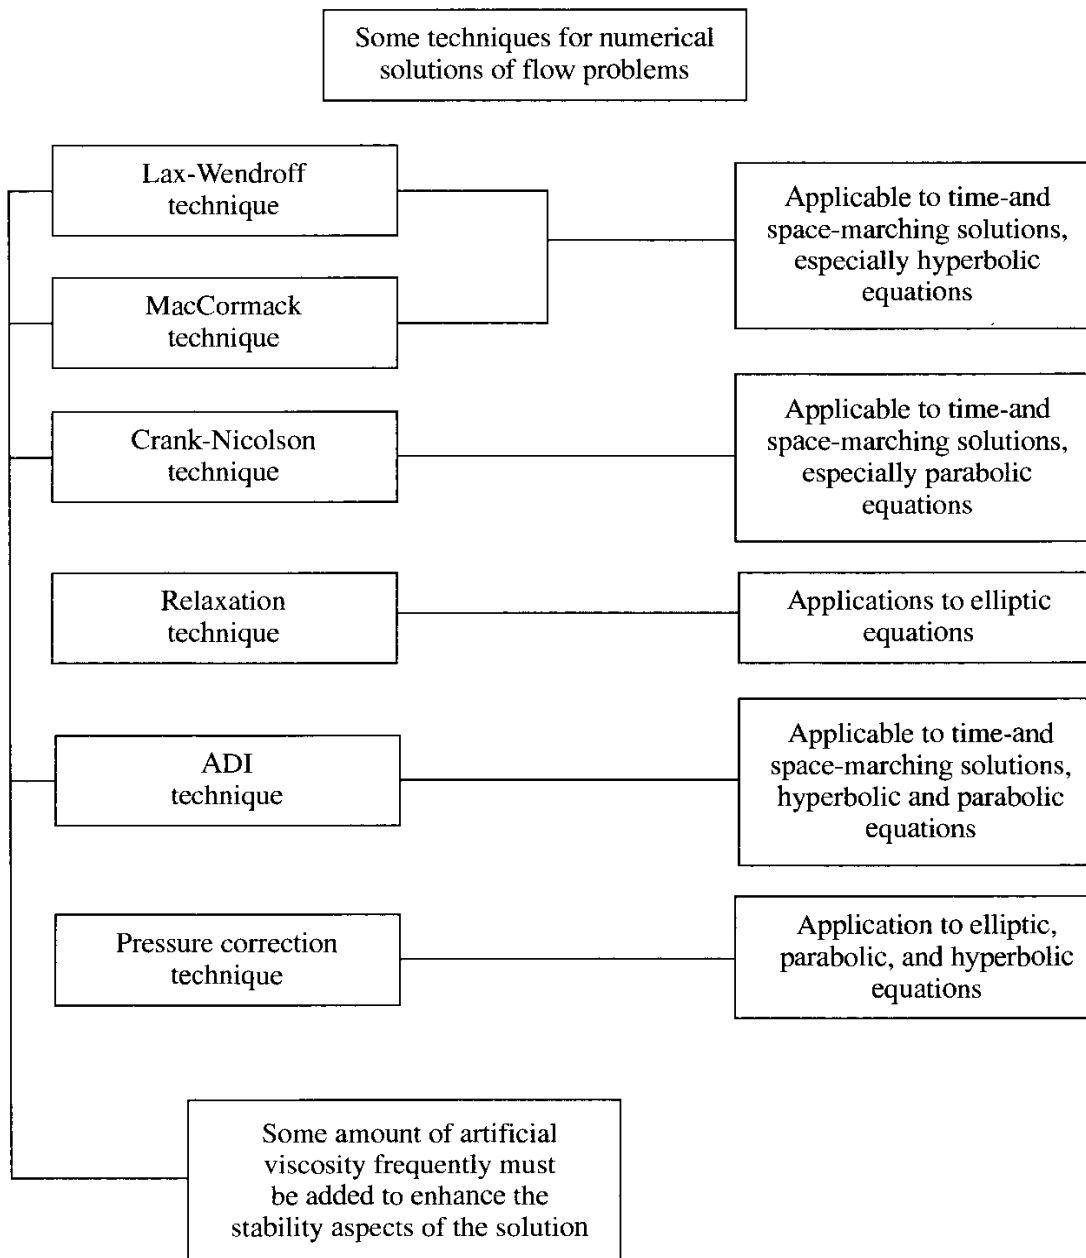 Some techniques for numerical
solutions of flow problems
Lax-Wendroff
technique
MacCormack
technique
Applicable to time-and
space-marching solutions,
especially hyperbolic
equations
Crank-Nicolson
technique
Applicable to time-and
space-marching solutions,
especially parabolic
equations
Relaxation
technique
Applications to elliptic
equations
ADI
technique
Applicable to time-and
space-marching solutions,
hyperbolic and parabolic
equations
Pressure correction
technique
Application to elliptic,
parabolic, and hyperbolic
equations
Some amount of artificial
viscosity frequently must
be added to enhance the
stability aspects of the solution